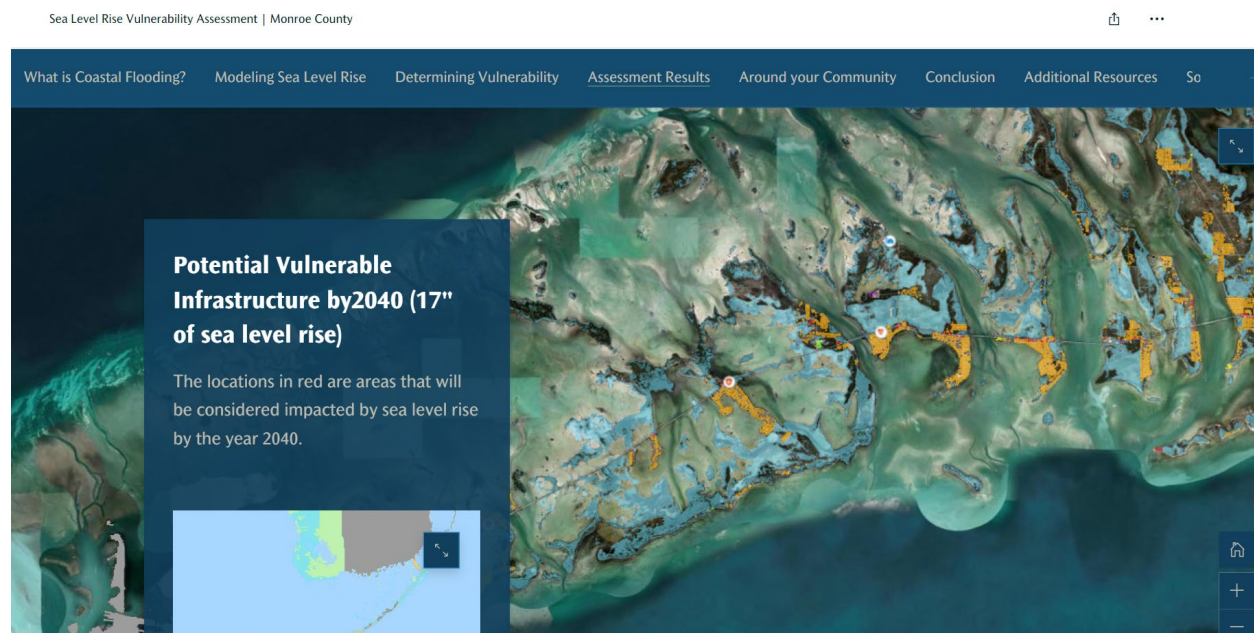 Sea Level Rise Vulnerability Assessment | Monroe County
What is Coastal Flooding? Modeling Sea Level Rise Determining Vulnerability Assessment Results Around your Community Conclusion Additional Resources So
Potential Vulnerable
Infrastructure by2040 (17"
of sea level rise)
The locations in red are areas that will
be considered impacted by sea level rise
by the year 2040.